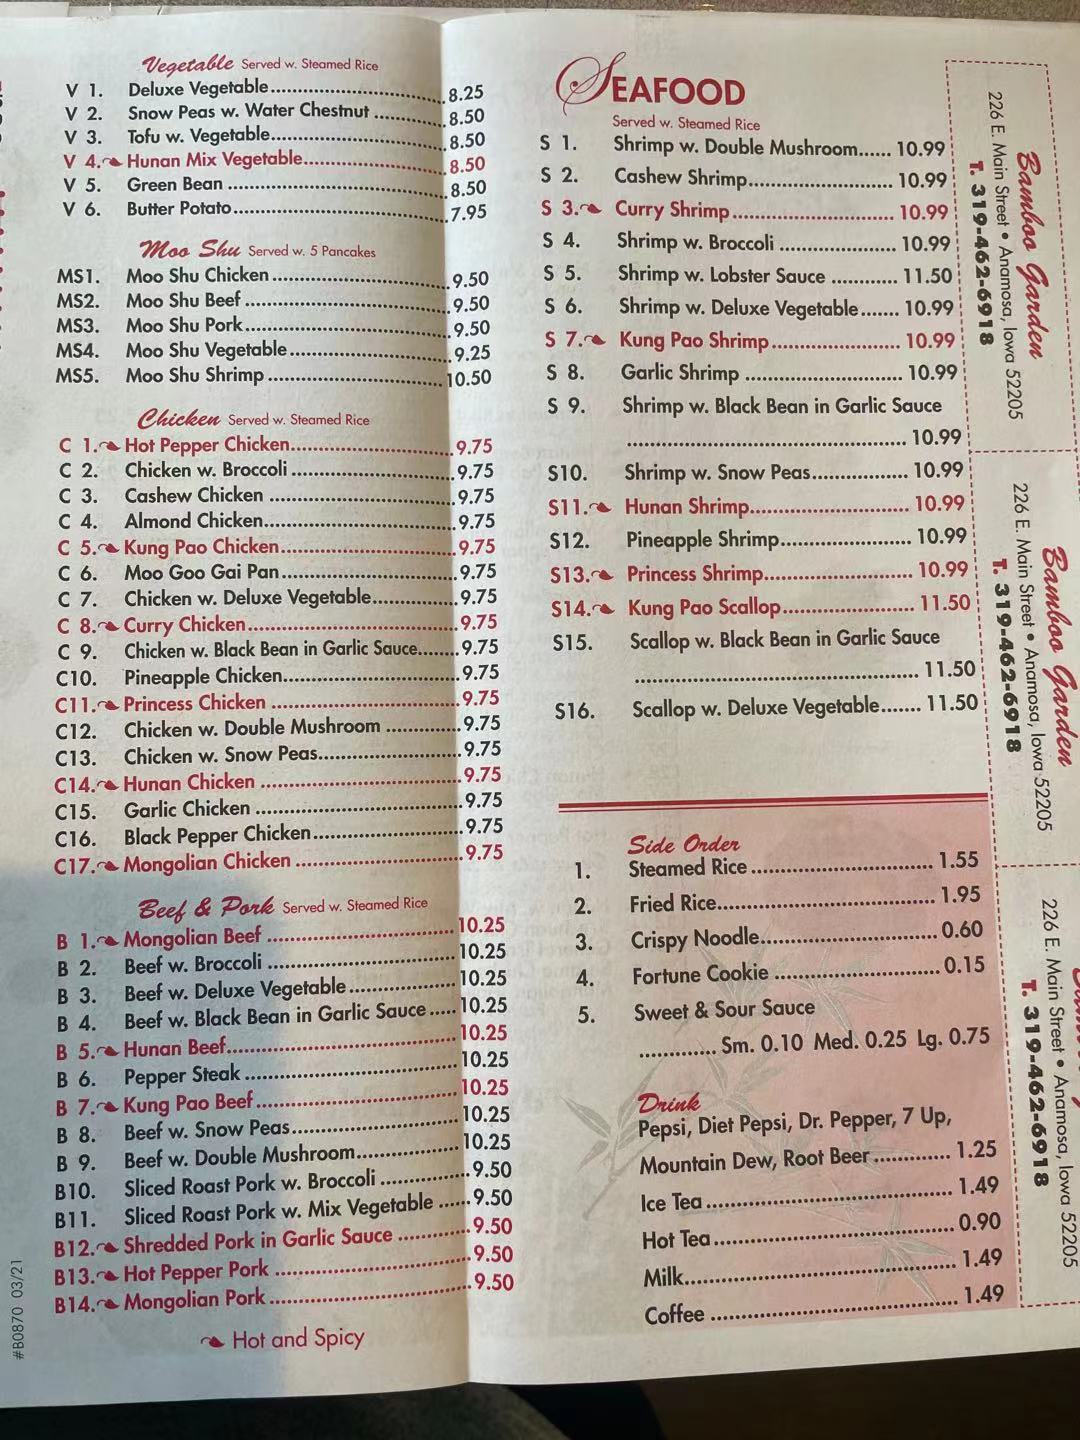 Vegetable Served w. Steamed Rice
V 1. Deluxe Vegetable 8.25
V 2. Snow Peas w. Water Chestnut 8.50
V 3. Tofu w. Vegetable 8.50
V 4. Hunan Mix Vegetable 8.50
V 5. Green Bean 8.50
V 6. Butter Potato 7.95
Moo Shu Served w. 5 Pancakes
MS1. Moo Shu Chicken 9.50
MS2. Moo Shu Beef 9.50
MS3. Moo Shu Pork 9.50
MS4. Moo Shu Vegetable 9.25
MS5. Moo Shu Shrimp 10.50
Chicken Served w. Steamed Rice
C 1. Hot Pepper Chicken 9.75
C 2. Chicken w. Broccoli 9.75
C 3. Cashew Chicken 9.75
C 4. Almond Chicken 9.75
C 5. Kung Pao Chicken 9.75
C 6. Moo Goo Gai Pan 9.75
C 7. Chicken w. Deluxe Vegetable 9.75
C 8. Curry Chicken 9.75
C 9. Chicken w. Black Bean in Garlic Sauce 9.75
C10. Pineapple Chicken 9.75
C11. Princess Chicken 9.75
C12. Chicken w. Double Mushroom 9.75
C13. Chicken w. Snow Peas 9.75
C14. Hunan Chicken 9.75
C15. Garlic Chicken 9.75
C16. Black Pepper Chicken 9.75
C17. Mongolian Chicken 9.75
Beef & Pork Served w. Steamed Rice
B 1. Mongolian Beef 10.25
B 2. Beef w. Broccoli 10.25
B 3. Beef w. Deluxe Vegetable 10.25
B 4. Beef w. Black Bean in Garlic Sauce 10.25
B 5. Hunan Beef 10.25
B 6. Pepper Steak 10.25
B 7. Kung Pao Beef 10.25
B 8. Beef w. Snow Peas 10.25
B 9. Beef w. Double Mushroom 10.25
B10. Sliced Roast Pork w. Broccoli 9.50
B11. Sliced Roast Pork w. Mix Vegetable 9.50
B12. Shredded Pork in Garlic Sauce 9.50
B13. Hot Pepper Pork 9.50
B14. Mongolian Pork 9.50
Hot and Spicy
#B0870 03/21
SEAFOOD
Served w. Steamed Rice
S 1. Shrimp w. Double Mushroom 10.99
S 2. Cashew Shrimp 10.99
S 3. Curry Shrimp 10.99
S 4. Shrimp w. Broccoli 10.99
S 5. Shrimp w. Lobster Sauce 11.50
S 6. Shrimp w. Deluxe Vegetable 10.99
S 7. Kung Pao Shrimp 10.99
S 8. Garlic Shrimp 10.99
S 9. Shrimp w. Black Bean in Garlic Sauce
10.99
S10. Shrimp w. Snow Peas 10.99
S11. Hunan Shrimp 10.99
S12. Pineapple Shrimp 10.99
S13. Princess Shrimp 10.99
S14. Kung Pao Scallop 11.50
S15. Scallop w. Black Bean in Garlic Sauce
11.50
S16. Scallop w. Deluxe Vegetable 11.50
Side Order
1. Steamed Rice 1.55
2. Fried Rice 1.95
3. Crispy Noodle 0.60
4. Fortune Cookie 0.15
5. Sweet & Sour Sauce
Sm. 0.10 Med. 0.25 Lg. 0.75
Drink
Pepsi, Diet Pepsi, Dr. Pepper, 7 Up,
Mountain Dew, Root Beer 1.25
Ice Tea 1.49
Hot Tea 0.90
Milk 1.49
Coffee 1.49
Bamboo Garden
226 E. Main Street • Anamosa, Iowa 52205
T. 319-462-6918
Bamboo Garden
226 E. Main Street • Anamosa, Iowa 52205
T. 319-462-6918
226 E. Main Street • Anamosa, Iowa 52205
T. 319-462-6918